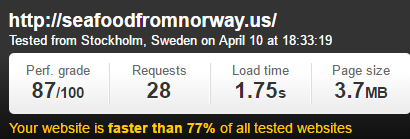 http://seafoodfromnorway.us/
Tested from Stockholm, Sweden on April 10 at 18:33:19
Perf. grade Requests Load time Page size
87/100 28 1.75s 3.7MB
Your website is faster than 77% of all tested websites